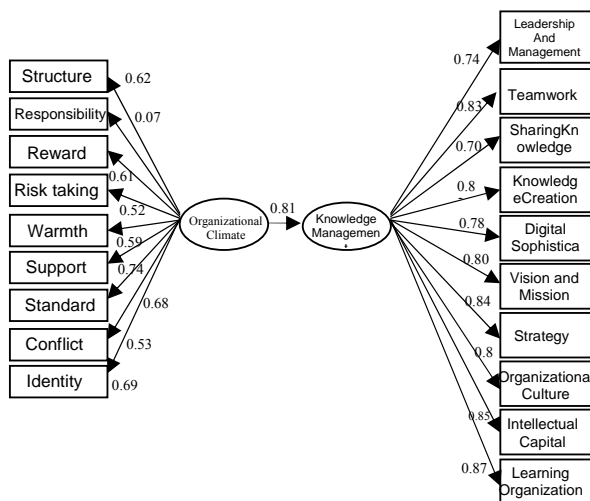 Structure
0.62
Responsibility
0.07
Reward
0.61
Risk taking
0.52
Warmth
0.59
Support
0.74
Standard
0.68
Conflict
0.53
Identity
0.69
Organizational
Climate
0.81
Knowledge
Managemen
0.74
Leadership
And
Management
0.83
Teamwork
0.70
SharingKn
owledge
0.8
Knowledg
eCreation
0.78
Digital
Sophistica
0.80
Vision and
Mission
0.84
Strategy
0.8
Organizational
Culture
0.85
Intellectual
Capital
0.87
Learning
Organization